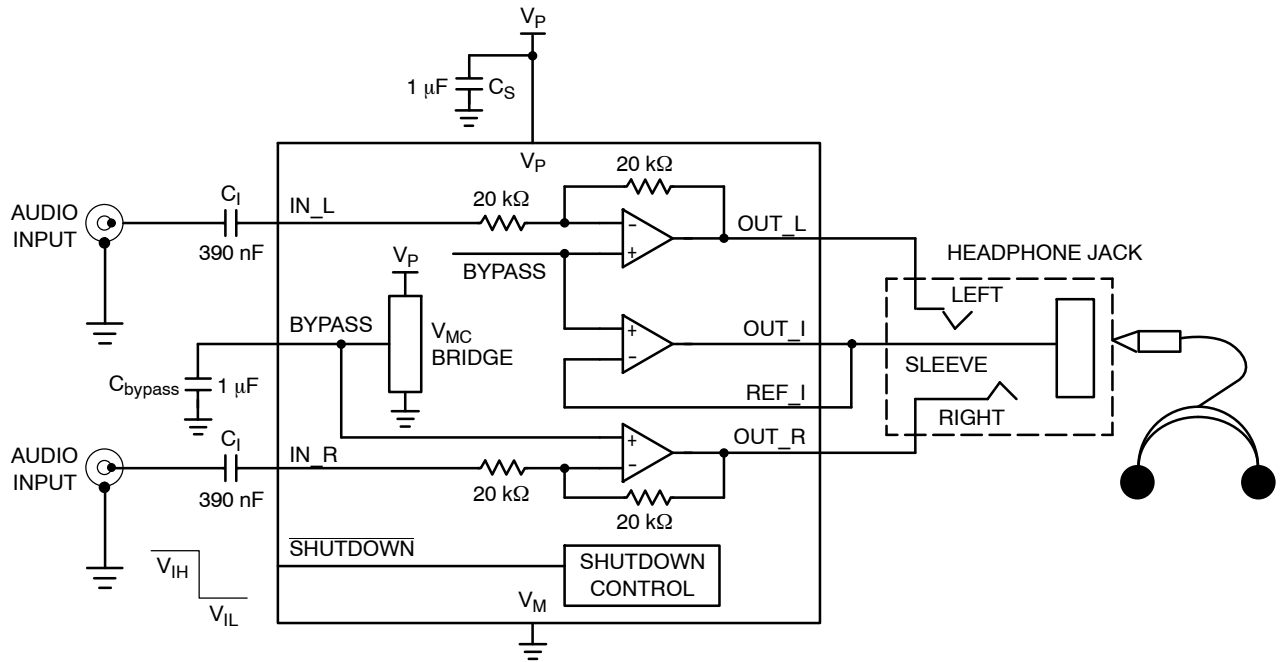 V_P
1 μF C_S
V_P
20 kΩ
C_I
IN_L
20 kΩ
AUDIO
INPUT
390 nF
OUT_L
HEADPHONE JACK
BYPASS
V_P
LEFT
BYPASS
V_MC
BRIDGE
OUT_I
SLEEVE
C_bypass 1 μF
REF_I
RIGHT
C_I
IN_R
OUT_R
AUDIO
INPUT
390 nF
20 kΩ
20 kΩ
SHUTDOWN
V_IH
V_IL
SHUTDOWN
CONTROL
V_M